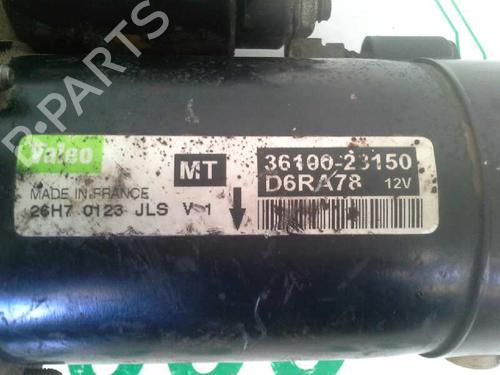 Valeo
MT
36100-23150
D6RA78 12V
MADE IN FRANCE
26H7 0123 JLS V 1
B-PARTS